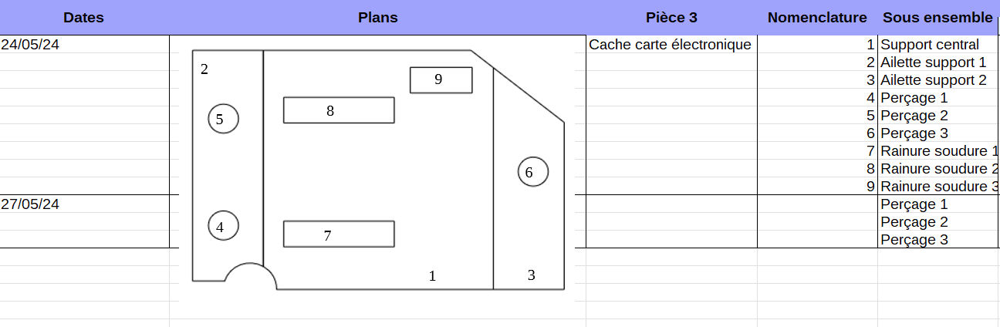 Dates Plans Pièce 3 Nomenclature Sous ensemble
24/05/24 Cache carte électronique 1 Support central
2 Ailette support 1
3 Ailette support 2
4 Perçage 1
5 Perçage 2
6 Perçage 3
7 Rainure soudure 1
8 Rainure soudure 2
9 Rainure soudure 3
27/05/24 Perçage 1
Perçage 2
Perçage 3
2
9
8
5
6
4
7
1
3